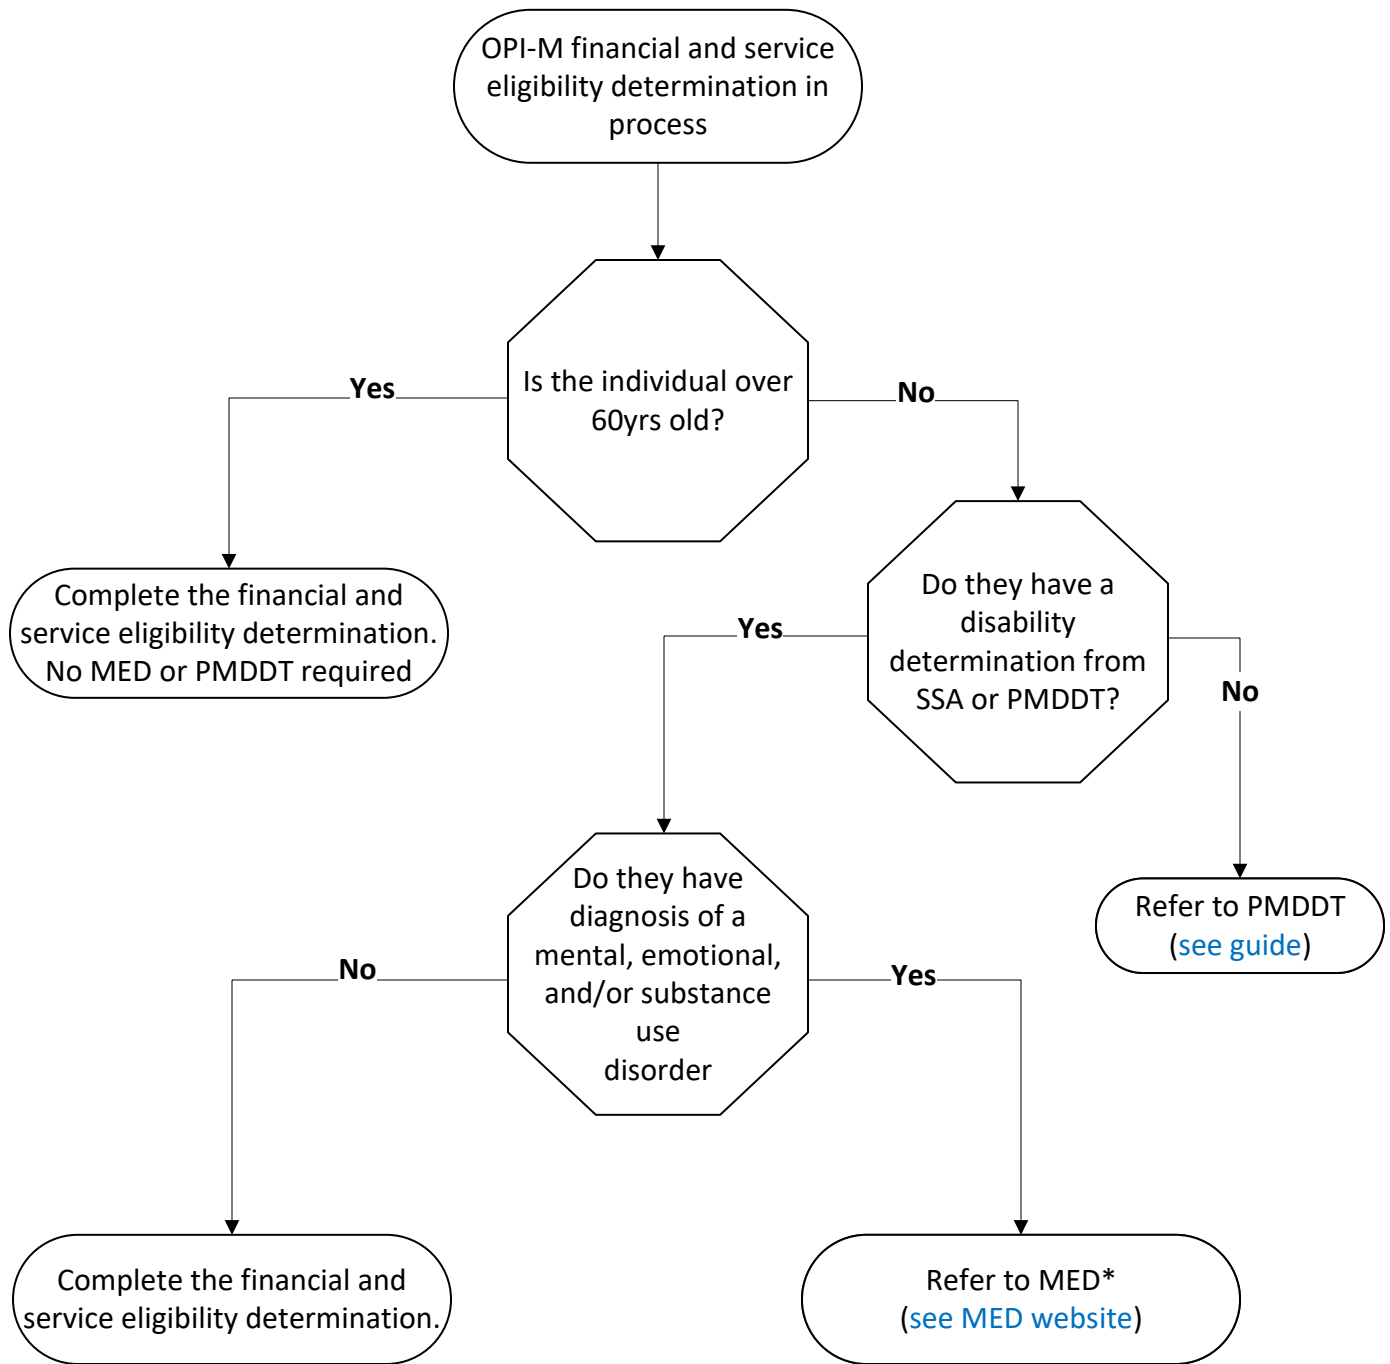 OPI-M financial and service
eligibility determination in
process
Is the individual over
60yrs old?
Yes
No
Complete the financial and
service eligibility determination.
No MED or PMDDT required
Do they have a
disability
determination from
SSA or PMDDT?
Yes
No
Refer to PMDDT
(see guide)
Do they have
diagnosis of a
mental, emotional,
and/or substance
use
disorder
No
Yes
Complete the financial and
service eligibility determination.
Refer to MED*
(see MED website)